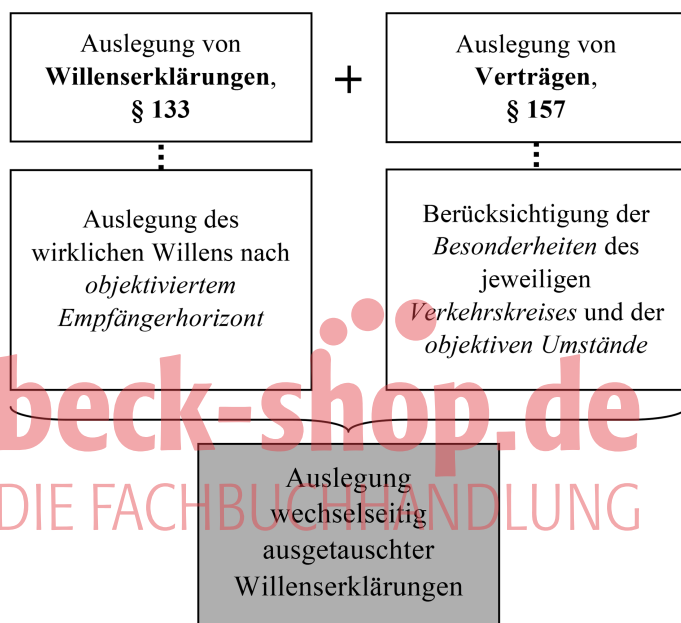 Auslegung von
Willenserklärungen,
§ 133
+
Auslegung von
Verträgen,
§ 157
Auslegung des
wirklichen Willens nach
objektiviertem
Empfängerhorizont
Berücksichtigung der
Besonderheiten des
jeweiligen
Verkehrskreises und der
objektiven Umstände
beck-shop.de
DIE FACHBUCHHANDLUNG
Auslegung
wechselseitig
ausgetauschter
Willenserklärungen